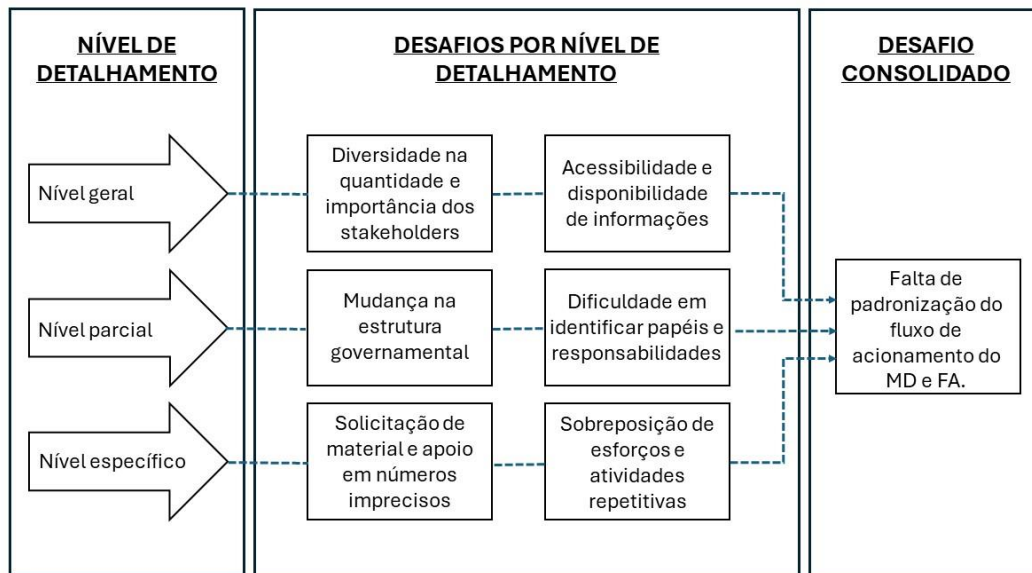 NÍVEL DE
DETALHAMENTO
DESAFIOS POR NÍVEL DE
DETALHAMENTO
DESAFIO
CONSOLIDADO
Nível geral
Diversidade na
quantidade e
importância dos
stakeholders
Acessibilidade e
disponibilidade
de informações
Nível parcial
Mudança na
estrutura
governamental
Dificuldade em
identificar papéis e
responsabilidades
Falta de
padronização do
fluxo de
acionamento do
MD e FA.
Nível específico
Solicitação de
material e apoio
em números
imprecisos
Sobreposição de
esforços e
atividades
repetitivas